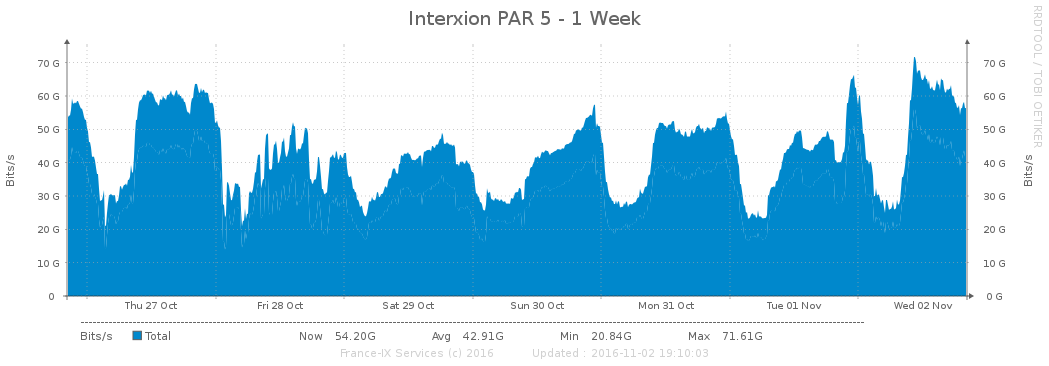 Interxion PAR 5 - 1 Week
RRDTOOL / TOBI OETIKER
Bits/s
Bits/s
70 G 70 G
60 G 60 G
50 G 50 G
40 G 40 G
30 G 30 G
20 G 20 G
10 G 10 G
0 0 G
Thu 27 Oct Fri 28 Oct Sat 29 Oct Sun 30 Oct Mon 31 Oct Tue 01 Nov Wed 02 Nov
Bits/s Total Now 54.20G Avg 42.91G Min 20.84G Max 71.61G
France-IX Services (c) 2016 Updated : 2016-11-02 19:10:03